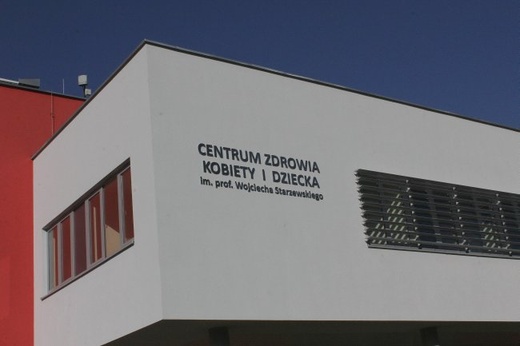 CENTRUM ZDROWIA
KOBIETY I DZIECKA
im. prof. Wojciecha Starzewskiego